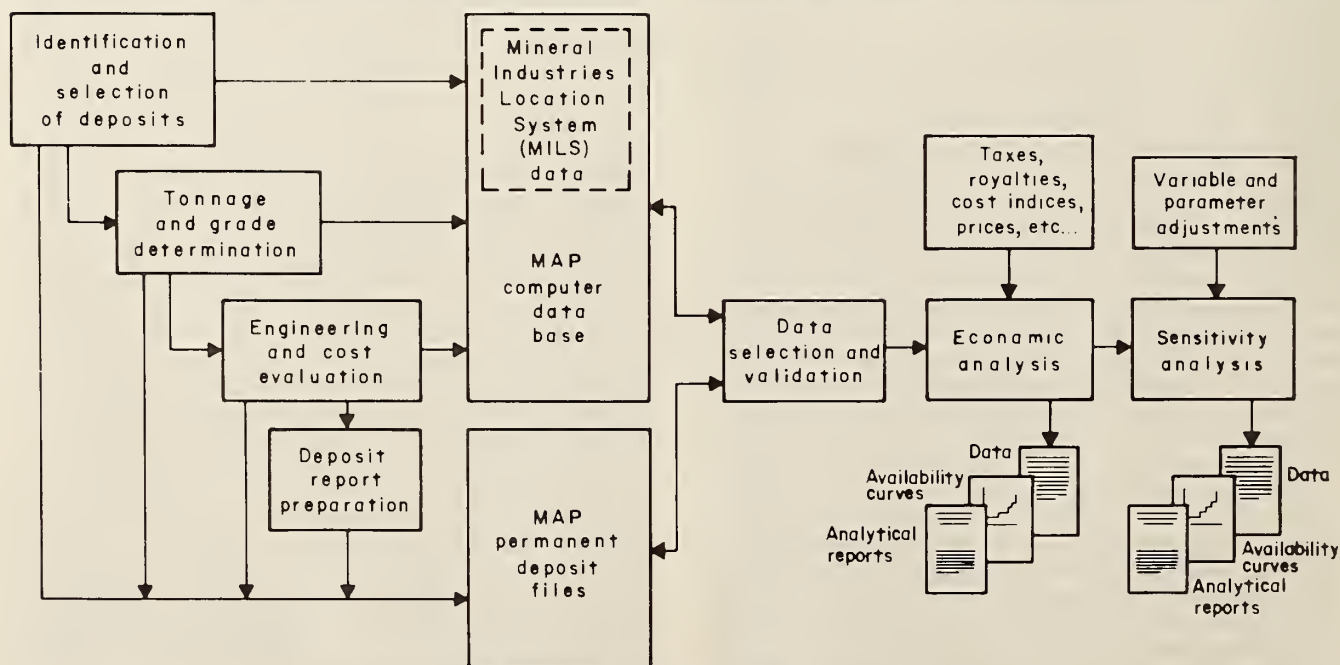 Identification
and
selection
of deposits
Mineral
Industries
Location
System
(MILS)
data
Tonnage
and grade
determination
MAP
computer
data
base
Engineering
and cost
evaluation
Deposit
report
preparation
MAP
permanent
deposit
files
Data
selection and
validation
Taxes,
royalties,
cost indices,
prices, etc...
Variable and
parameter
adjustments
Economic
analysis
Sensitivity
analysis
Data
Availability
curves
Analytical
reports
Data
Availability
curves
Analytical
reports